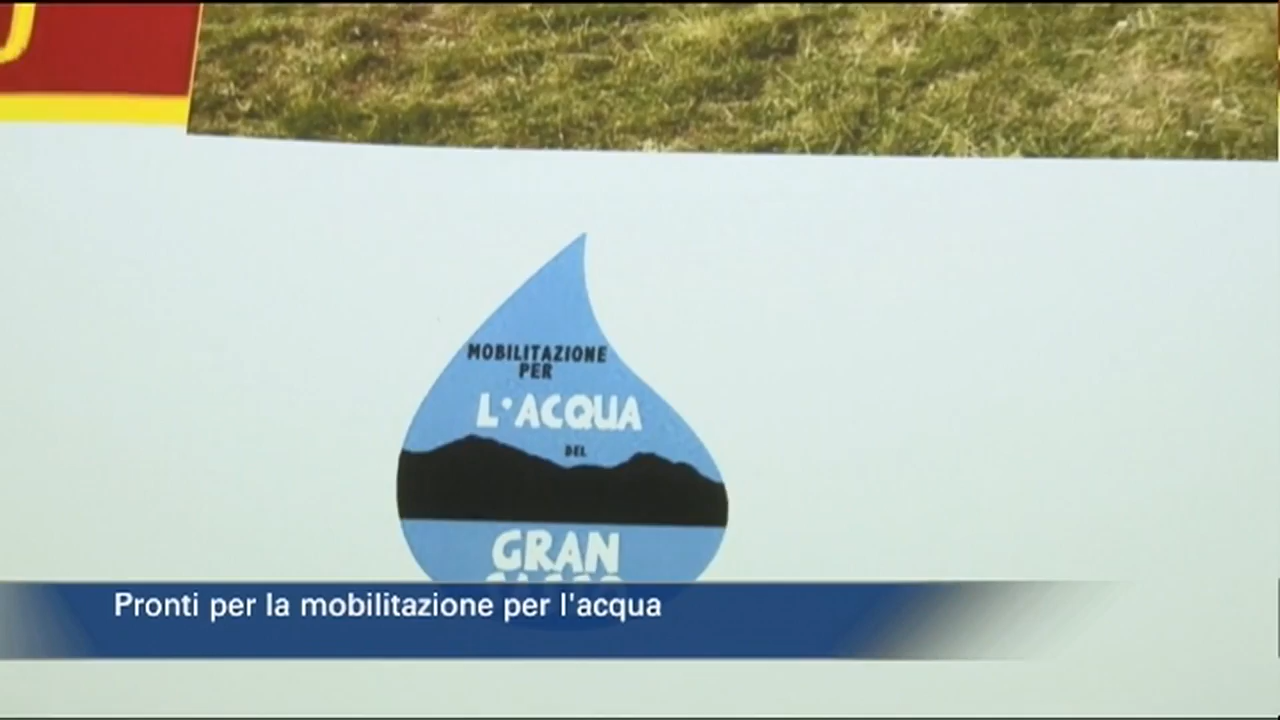 MOBILITAZIONE
PER
L'ACQUA
DEL
GRAN
Pronti per la mobilitazione per l'acqua